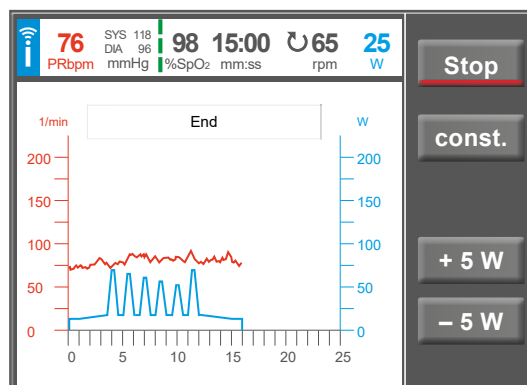 76 SYS 118 98 15:00 65 25
DIA 96
PRbpm mmHg %SpO2 mm:ss rpm W
Stop
1/min End W
const.
200 200
150 150
100 100
+ 5 W
50 50
– 5 W
0 0
0 5 10 15 20 25